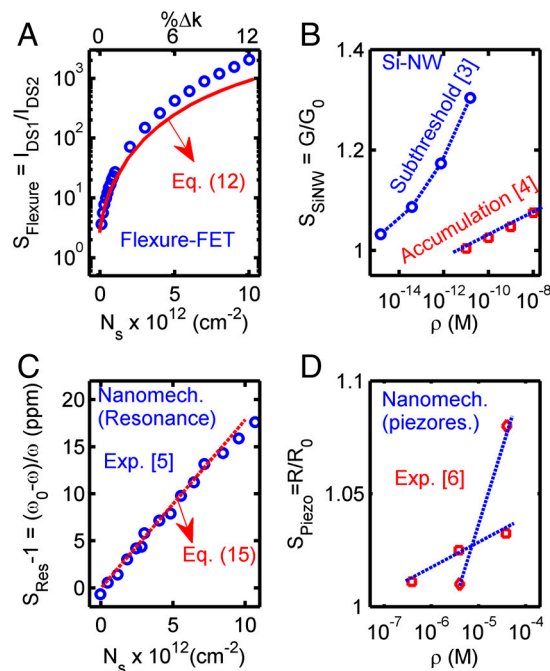 A
%Δk
0 6 12
S_Flexure = I_DS1/I_DS2
10^3
10^2
10^1
10^0
Eq. (12)
Flexure-FET
0 5 10
N_s x 10^12 (cm^-2)
B
S_SiNW = G/G_0
1.4
1.3
1.2
1.1
1
Si-NW
Subthreshold [3]
Accumulation [4]
10^-14 10^-12 10^-10 10^-8
ρ (M)
C
S_Res-1 = (ω_0-ω)/ω (ppm)
20
15
10
5
0
Nanomech.
(Resonance)
Exp. [5]
Eq. (15)
0 5 10
N_s x 10^12 (cm^-2)
D
S_Piezo=R/R_0
1.1
1.05
1
Nanomech.
(piezores.)
Exp. [6]
10^-7 10^-6 10^-5 10^-4
ρ (M)